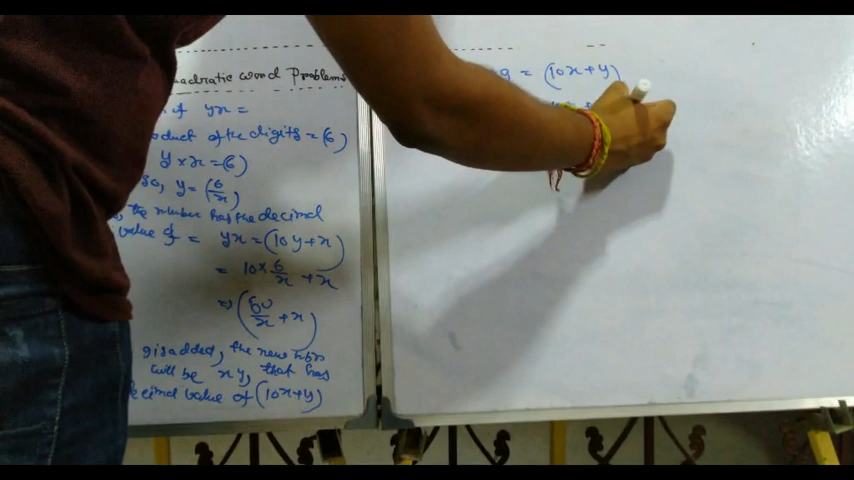 uadratic word Problems
of yx =
oduct of the digits = (6)
y x x = (6)
so, y = (6/x)
the number has the decimal
value of = yx = (10y + x)
= 10 x 6/x + x
=> (60/x + x)
9 is added, the new nbr
will be xy, that has
ecimal value of (10x+y)
9 = (10x + y)